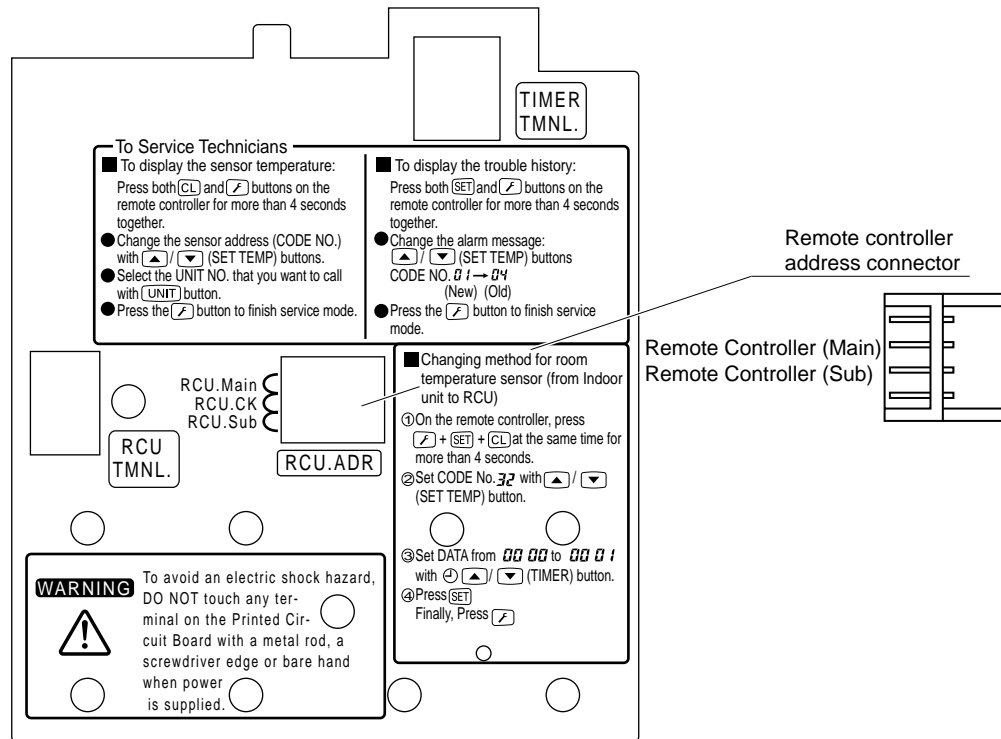 TIMER
TMNL.
To Service Technicians
■ To display the sensor temperature:
Press both CL and buttons on the
remote controller for more than 4 seconds
together.
● Change the sensor address (CODE NO.)
with ▲ / ▼ (SET TEMP) buttons.
● Select the UNIT NO. that you want to call
with UNIT button.
● Press the button to finish service mode.
■ To display the trouble history:
Press both SET and buttons on the
remote controller for more than 4 seconds
together.
● Change the alarm message:
▲ / ▼ (SET TEMP) buttons
CODE NO. 01 → 04
(New) (Old)
● Press the button to finish service
mode.
Remote controller
address connector
Remote Controller (Main)
Remote Controller (Sub)
RCU.Main
RCU.CK
RCU.Sub
RCU
TMNL.
RCU.ADR
■ Changing method for room
temperature sensor (from Indoor
unit to RCU)
① On the remote controller, press
+ SET + CL at the same time for
more than 4 seconds.
② Set CODE No. 32 with ▲ / ▼
(SET TEMP) button.
③ Set DATA from 00 00 to 00 01
with ▲ / ▼ (TIMER) button.
④ Press SET
Finally, Press
WARNING
To avoid an electric shock hazard,
DO NOT touch any ter-
minal on the Printed Cir-
cuit Board with a metal rod, a
screwdriver edge or bare hand
when power
is supplied.